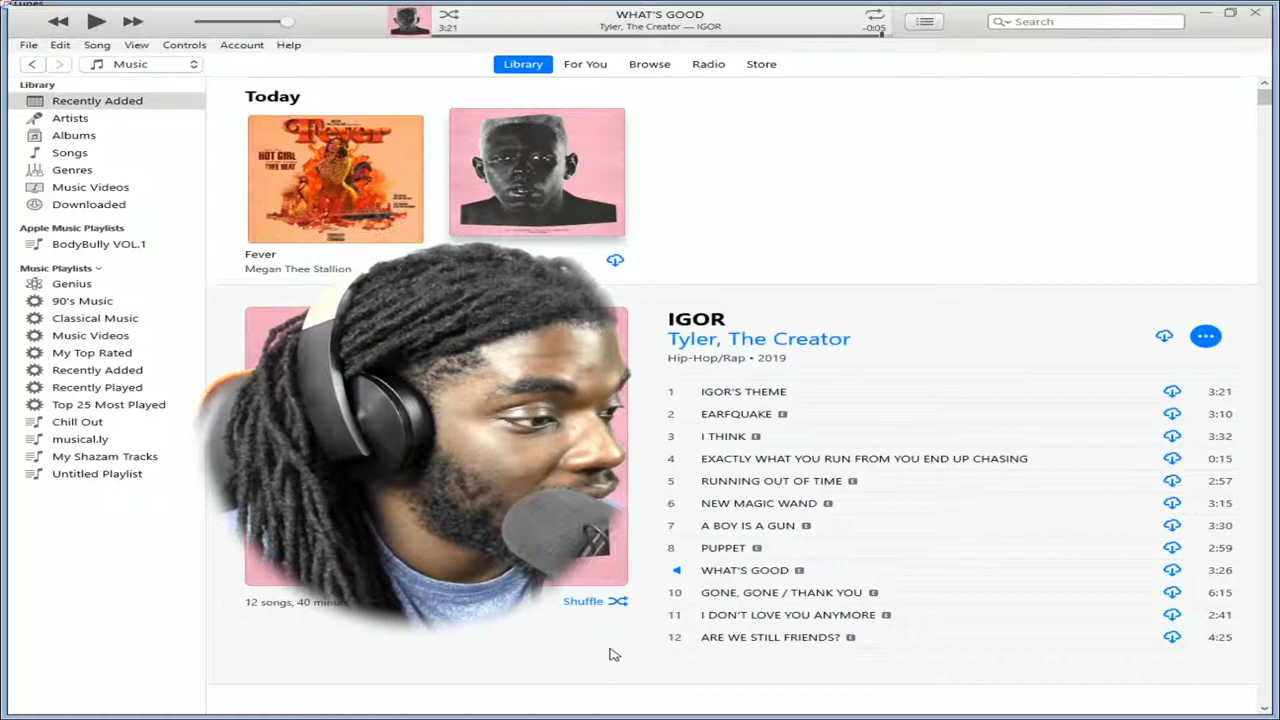 iTunes
WHAT'S GOOD
Tyler, The Creator — IGOR
3:21
-0:05
Search
File Edit Song View Controls Account Help
Music
Library For You Browse Radio Store
Library
Recently Added
Artists
Albums
Songs
Genres
Music Videos
Downloaded
Apple Music Playlists
BodyBully VOL.1
Music Playlists
Genius
90's Music
Classical Music
Music Videos
My Top Rated
Recently Added
Recently Played
Top 25 Most Played
Chill Out
musical.ly
My Shazam Tracks
Untitled Playlist
Today
Fever
HOT GIRL
THEE HEAT
Fever
Megan Thee Stallion
12 songs, 40
Shuffle
IGOR
Tyler, The Creator
Hip-Hop/Rap • 2019
1 IGOR'S THEME 3:21
2 EARFQUAKE E 3:10
3 I THINK E 3:32
4 EXACTLY WHAT YOU RUN FROM YOU END UP CHASING 0:15
5 RUNNING OUT OF TIME E 2:57
6 NEW MAGIC WAND E 3:15
7 A BOY IS A GUN E 3:30
8 PUPPET E 2:59
WHAT'S GOOD E 3:26
10 GONE, GONE / THANK YOU E 6:15
11 I DON'T LOVE YOU ANYMORE E 2:41
12 ARE WE STILL FRIENDS? E 4:25